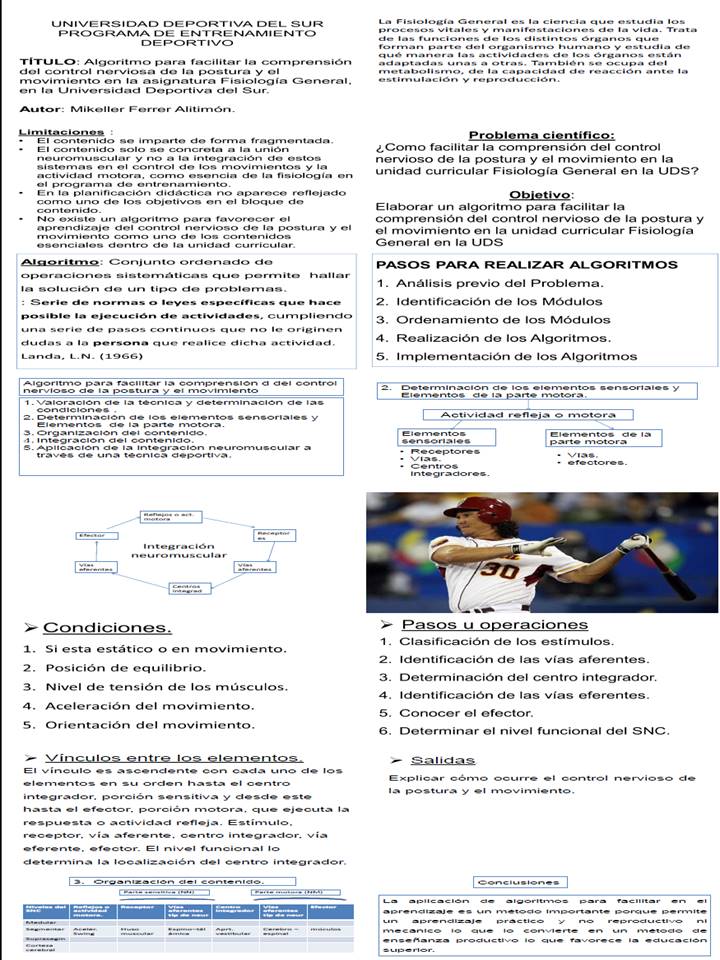 UNIVERSIDAD DEPORTIVA DEL SUR
PROGRAMA DE ENTRENAMIENTO
DEPORTIVO
TÍTULO: Algoritmo para facilitar la comprensión
del control nerviosa de la postura y el
movimiento en la asignatura Fisiología General,
en la Universidad Deportiva del Sur.
Autor: Mikeller Ferrer Alitimón.
La Fisiología General es la ciencia que estudia los
procesos vitales y manifestaciones de la vida. Trata
de las funciones de los distintos órganos que
forman parte del organismo humano y estudia de
qué manera las actividades de los órganos están
adaptadas unas a otras. También se ocupa del
metabolismo, de la capacidad de reacción ante la
estimulación y reproducción.
Limitaciones :
• El contenido se imparte de forma fragmentada.
• El contenido solo se concreta a la unión
neuromuscular y no a la integración de estos
sistemas en el control de los movimientos y la
actividad motora, como esencia de la fisiología en
el programa de entrenamiento.
• En la planificación didáctica no aparece reflejado
como uno de los objetivos en el bloque de
contenido.
• No existe un algoritmo para favorecer el
aprendizaje del control nervioso de la postura y el
movimiento como uno de los contenidos
esenciales dentro de la unidad curricular.
Problema científico:
¿Como facilitar la comprensión del control
nervioso de la postura y el movimiento en la
unidad curricular Fisiología General en la UDS?
Objetivo:
Elaborar un algoritmo para facilitar la
comprensión del control nervioso de la postura y
el movimiento en la unidad curricular Fisiología
General en la UDS
Algoritmo: Conjunto ordenado de
operaciones sistemáticas que permite hallar
la solución de un tipo de problemas.
: Serie de normas o leyes específicas que hace
posible la ejecución de actividades, cumpliendo
una serie de pasos continuos que no le originen
dudas a la persona que realice dicha actividad.
Landa, L.N. (1966)
PASOS PARA REALIZAR ALGORITMOS
1. Análisis previo del Problema.
2. Identificación de los Módulos
3. Ordenamiento de los Módulos
4. Realización de los Algoritmos.
5. Implementación de los Algoritmos
Algoritmo para facilitar la comprensión d del control
nervioso de la postura y el movimiento
1. Valoración de la técnica y determinación de las
condiciones .
2. Determinación de los elementos sensoriales y
Elementos de la parte motora.
3. Organización del contenido.
4. Integración del contenido.
5. Aplicación de la integración neuromuscular a
través de una técnica deportiva.
2. Determinación de los elementos sensoriales y
Elementos de la parte motora.
Actividad refleja o motora
Elementos
sensoriales
• Receptores
• Vías.
• Centros
integradores.
Elementos de la
parte motora
• Vías.
• efectores.
Reflejos o act.
motora
Receptor
es
Vías
aferentes
Centros
integrad
Vías
eferentes
Efector
Integración
neuromuscular
30
➢ Condiciones.
1. Si esta estático o en movimiento.
2. Posición de equilibrio.
3. Nivel de tensión de los músculos.
4. Aceleración del movimiento.
5. Orientación del movimiento.
➢ Pasos u operaciones
1. Clasificación de los estímulos.
2. Identificación de las vías aferentes.
3. Determinación del centro integrador.
4. Identificación de las vías eferentes.
5. Conocer el efector.
6. Determinar el nivel funcional del SNC.
➢ Vínculos entre los elementos.
El vínculo es ascendente con cada uno de los
elementos en su orden hasta el centro
integrador, porción sensitiva y desde este
hasta el efector, porción motora, que ejecuta la
respuesta o actividad refleja. Estímulo,
receptor, vía aferente, centro integrador, vía
eferente, efector. El nivel funcional lo
determina la localización del centro integrador.
➢ Salidas
Explicar cómo ocurre el control nervioso de
la postura y el movimiento.
3. Organización del contenido.
Parte sensitiva (NN) Parte motora (NM)
Niveles del SNC Reflejos o actividad motora. Receptor Vías aferentes tip de neur Centro integrador Vías eferentes tip de neur Efector
Medular
Segmentar Aceler. Swing Huso muscular Espino-tál ámica Aprt. vestibular Cerebro – espinal músculos
Suprasegm
Corteza cerebral
Conclusiones
La aplicación de algoritmos para facilitar en el
aprendizaje es un método importante porque permite
un aprendizaje práctico y no reproductivo ni
mecánico lo que lo convierte en un método de
enseñanza productivo lo que favorece la educación
superior.